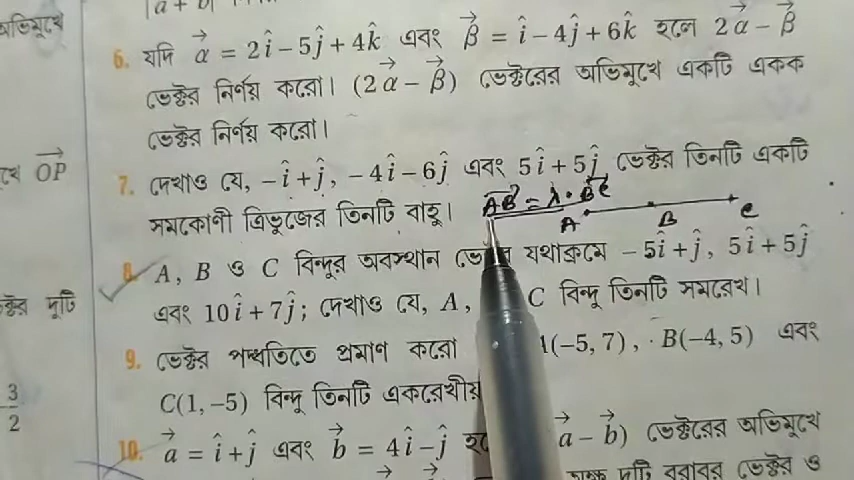 অভিমুখে
6. যদি α⃗ = 2î − 5ĵ + 4k̂ এবং β⃗ = î − 4ĵ + 6k̂ হলে 2α⃗ − β⃗
ভেক্টর নির্ণয় করো। (2α⃗ − β⃗) ভেক্টরের অভিমুখে একটি একক
ভেক্টর নির্ণয় করো।
OP⃗
7. দেখাও যে, −î + ĵ, −4î − 6ĵ এবং 5î + 5ĵ ভেক্টর তিনটি একটি
সমকোণী ত্রিভুজের তিনটি বাহু।
AB⃗ = λ · BC⃗
A B C
8. A, B ও C বিন্দুর অবস্থান যথাক্রমে −5î + ĵ, 5î + 5ĵ
এবং 10î + 7ĵ; দেখাও যে, A, C বিন্দু তিনটি সমরেখ।
দুটি
9. ভেক্টর পদ্ধতিতে প্রমাণ করো (−5, 7), B(−4, 5) এবং
C(1, −5) বিন্দু তিনটি একরেখীয়
3/2
10. a⃗ = î + ĵ এবং b⃗ = 4î − ĵ a⃗ − b⃗) ভেক্টরের অভিমুখে
বরাবর ভেক্টর ও